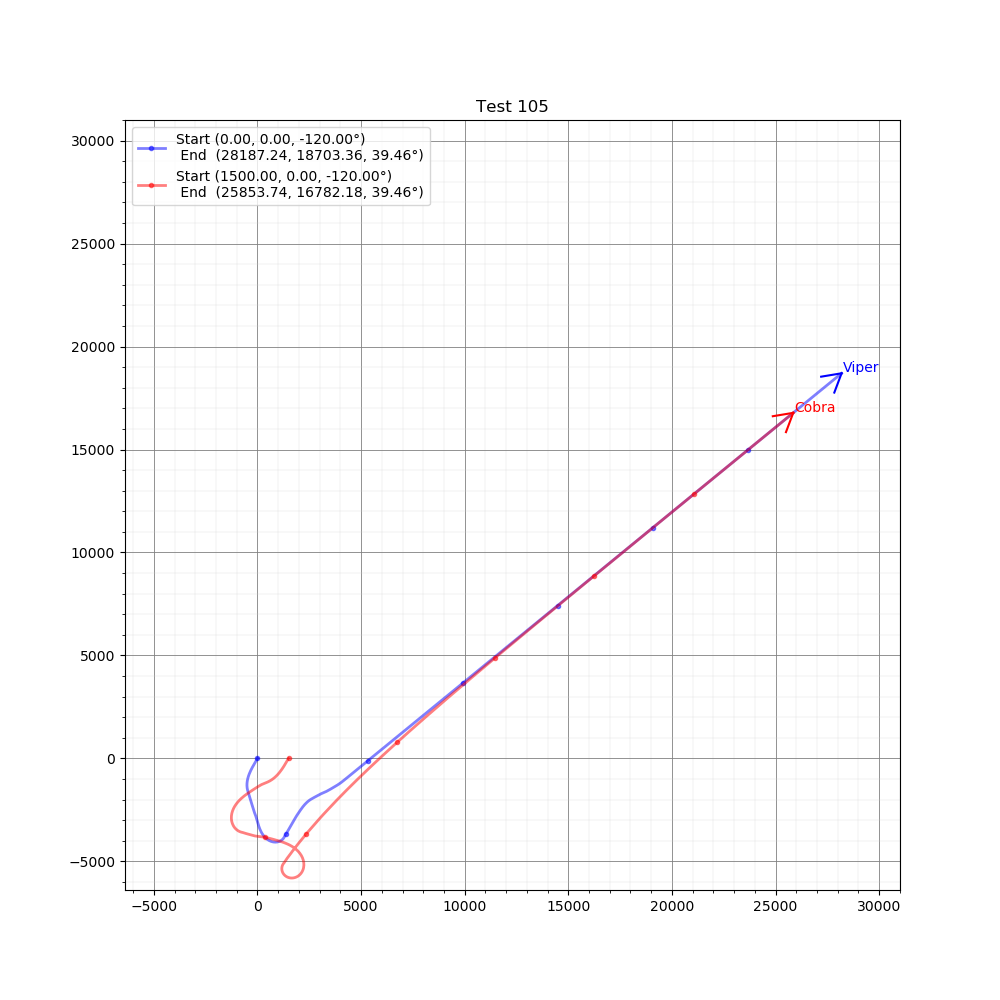 Test 105
Start (0.00, 0.00, -120.00°)
End (28187.24, 18703.36, 39.46°)
Start (1500.00, 0.00, -120.00°)
End (25853.74, 16782.18, 39.46°)
30000
25000
20000
15000
10000
5000
0
−5000
Viper
Cobra
−5000 0 5000 10000 15000 20000 25000 30000